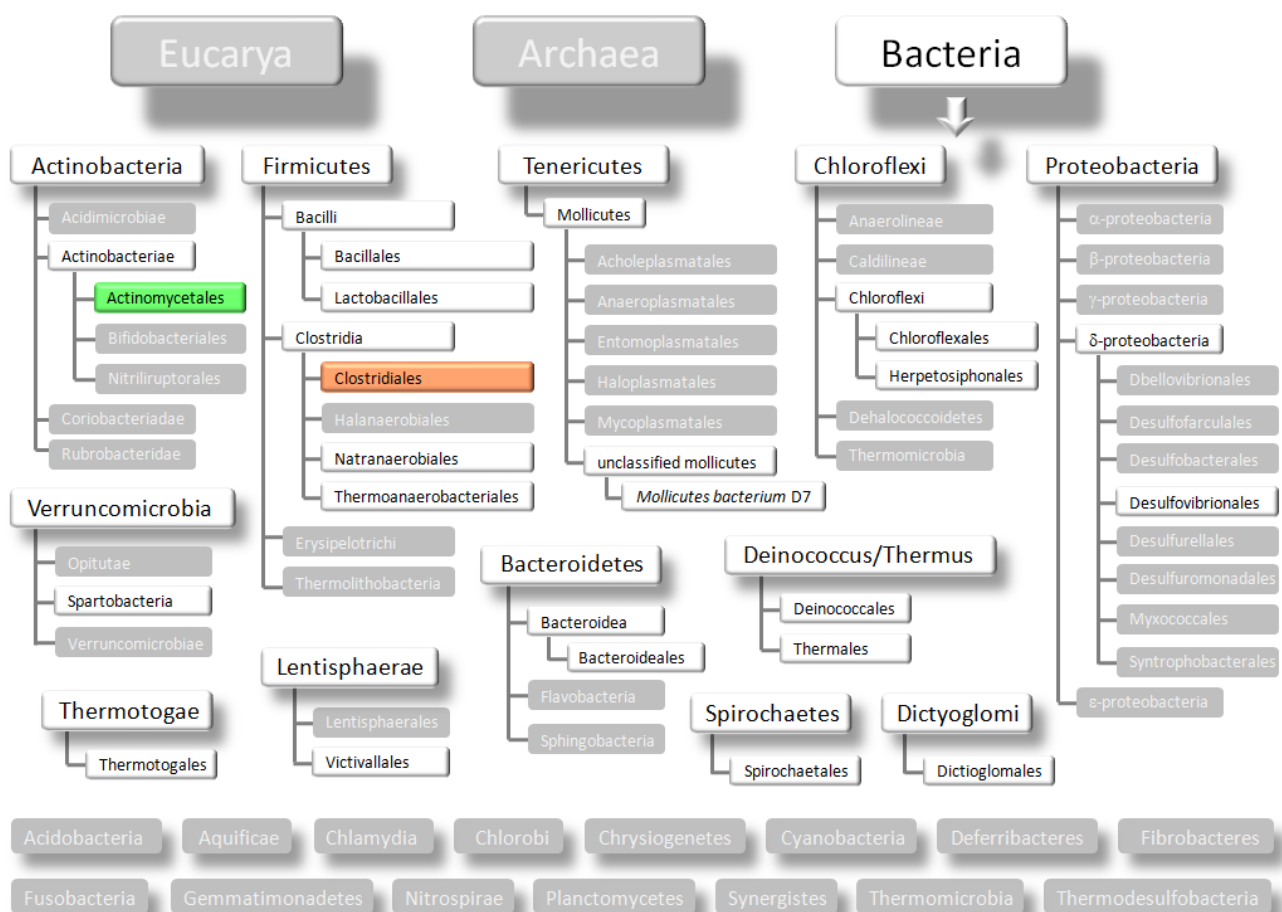 Eucarya
Archaea
Bacteria
Actinobacteria
Acidimicrobiae
Actinobacteriae
Actinomycetales
Bifidobacteriales
Nitriliruptorales
Coriobacteriadae
Rubrobacteridae
Firmicutes
Bacilli
Bacillales
Lactobacillales
Clostridia
Clostridiales
Halanaerobiales
Natranaerobiales
Thermoanaerobacteriales
Erysipelotrichi
Thermolithobacteria
Tenericutes
Mollicutes
Acholeplasmatales
Anaeroplasmatales
Entomoplasmatales
Haloplasmatales
Mycoplasmatales
unclassified mollicutes
Mollicutes bacterium D7
Chloroflexi
Anaerolineae
Caldilineae
Chloroflexi
Chloroflexales
Herpetosiphonales
Dehalococcoidetes
Thermomicrobia
Proteobacteria
α-proteobacteria
β-proteobacteria
γ-proteobacteria
δ-proteobacteria
Dbellovibrionales
Desulfofarculales
Desulfobacterales
Desulfovibrionales
Desulfurellales
Desulfuromonadales
Myxococcales
Syntrophobacterales
ε-proteobacteria
Verruncomicrobia
Opitutae
Spartobacteria
Verruncomicrobiae
Lentisphaerae
Lentisphaerales
Victivallales
Bacteroidetes
Bacteroidea
Bacteroideales
Flavobacteria
Sphingobacteria
Deinococcus/Thermus
Deinococcales
Thermales
Thermotogae
Thermotogales
Spirochaetes
Spirochaetales
Dictyoglomi
Dictioglomales
Acidobacteria
Aquificae
Chlamydia
Chlorobi
Chrysiogenetes
Cyanobacteria
Deferribacteres
Fibrobacteres
Fusobacteria
Gemmatimonadetes
Nitrospirae
Planctomycetes
Synergistes
Thermomicrobia
Thermodesulfobacteria